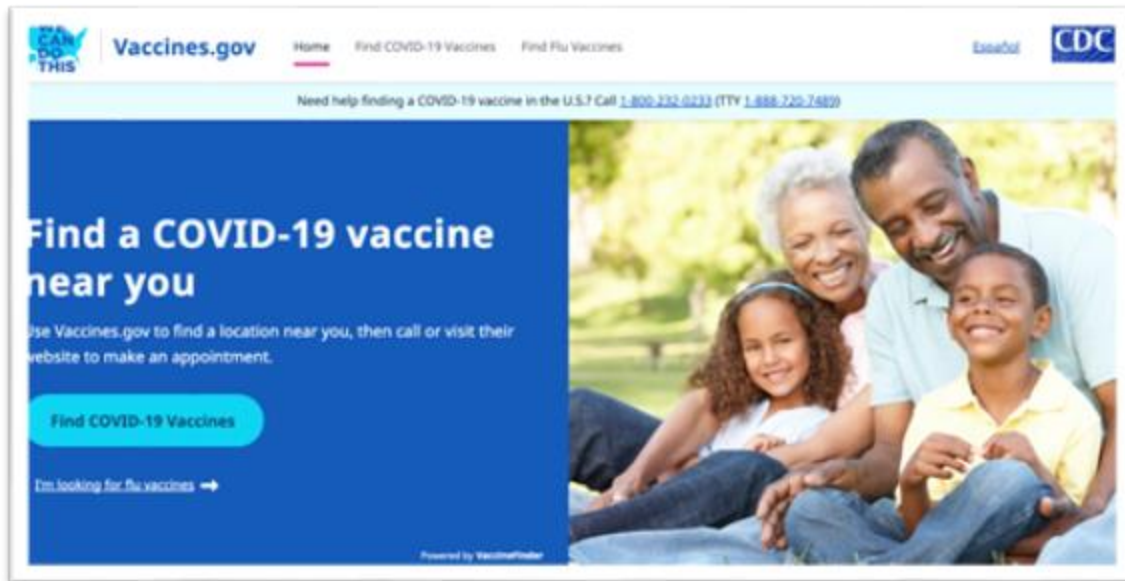 WE
CAN
DO
THIS
Vaccines.gov
Home Find COVID-19 Vaccines Find Flu Vaccines
Español
CDC
Need help finding a COVID-19 vaccine in the U.S.? Call 1-800-232-0233 (TTY 1-888-720-7489)
Find a COVID-19 vaccine
near you
Use Vaccines.gov to find a location near you, then call or visit their
website to make an appointment.
Find COVID-19 Vaccines
I'm looking for flu vaccines →
Powered by VaccineFinder